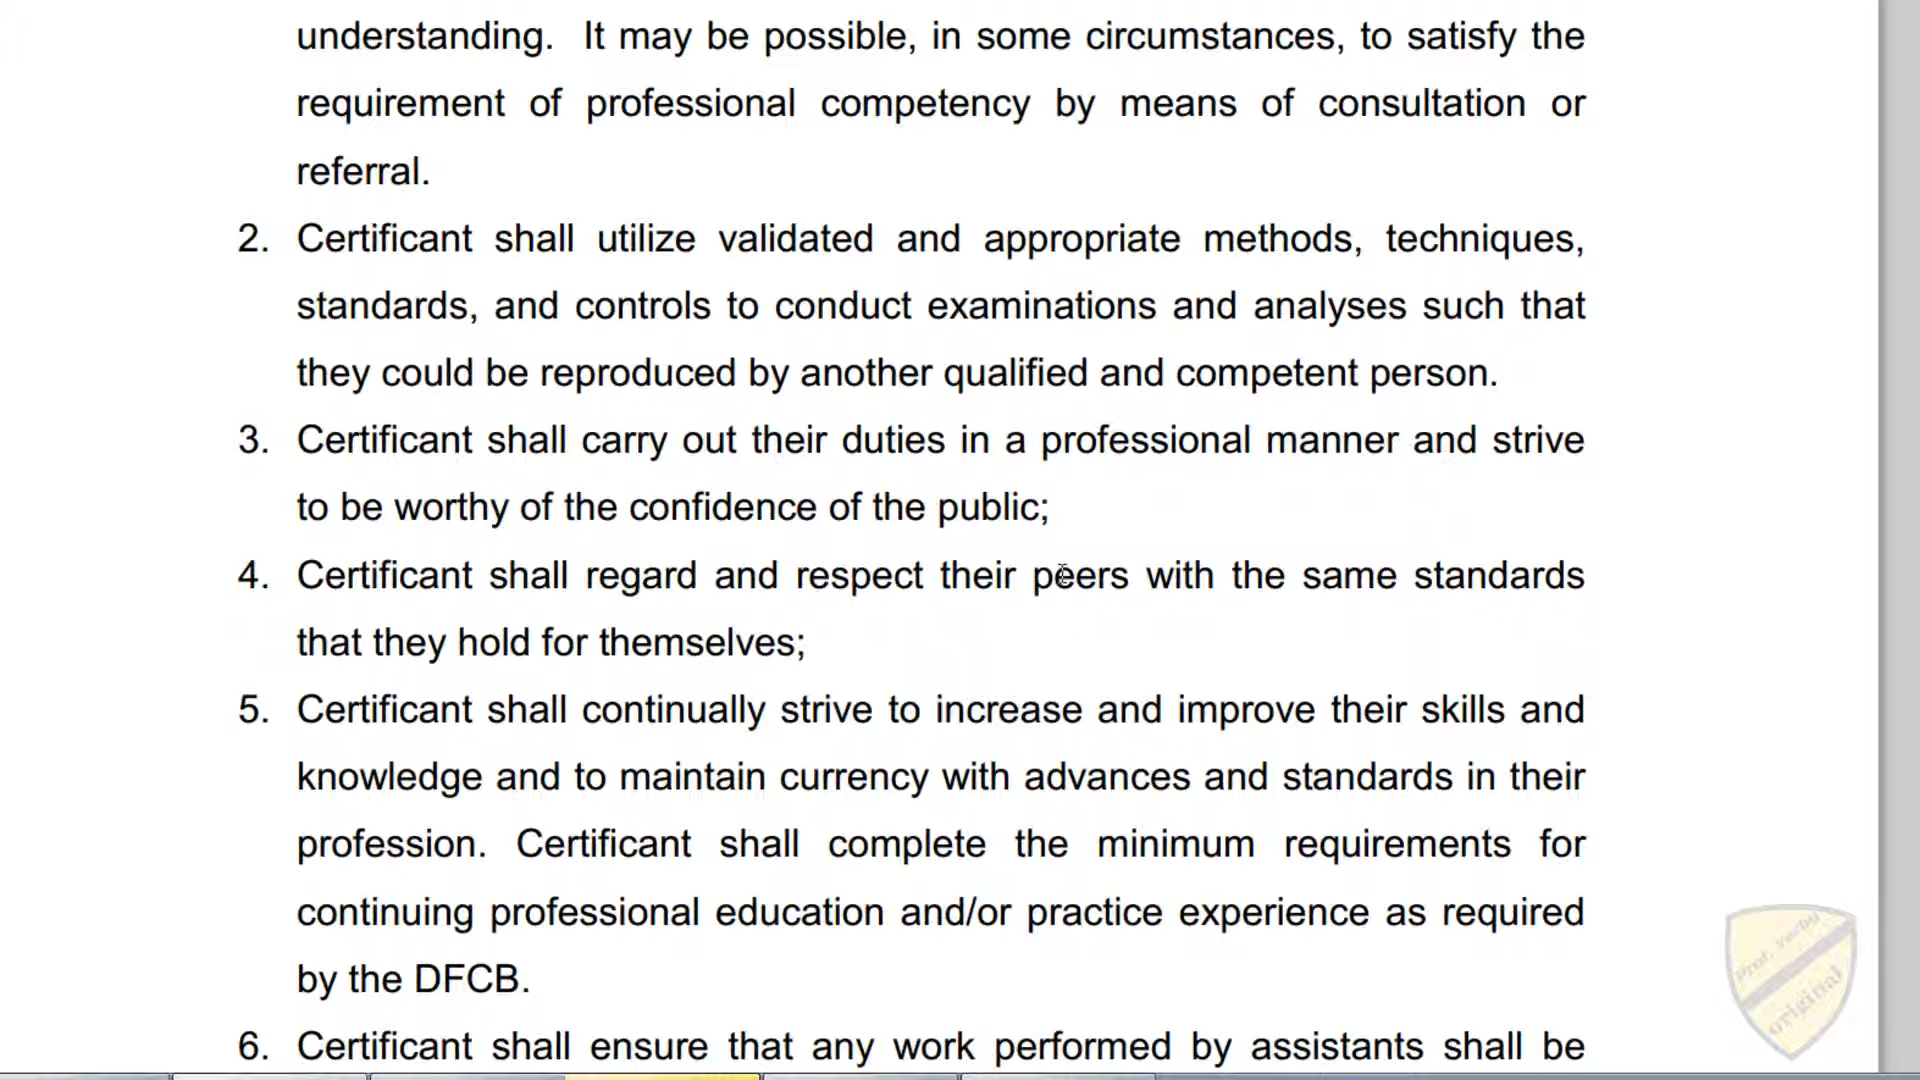 understanding. It may be possible, in some circumstances, to satisfy the
requirement of professional competency by means of consultation or
referral.
2. Certificant shall utilize validated and appropriate methods, techniques,
standards, and controls to conduct examinations and analyses such that
they could be reproduced by another qualified and competent person.
3. Certificant shall carry out their duties in a professional manner and strive
to be worthy of the confidence of the public;
4. Certificant shall regard and respect their peers with the same standards
that they hold for themselves;
5. Certificant shall continually strive to increase and improve their skills and
knowledge and to maintain currency with advances and standards in their
profession. Certificant shall complete the minimum requirements for
continuing professional education and/or practice experience as required
by the DFCB.
6. Certificant shall ensure that any work performed by assistants shall be
Prof.
original